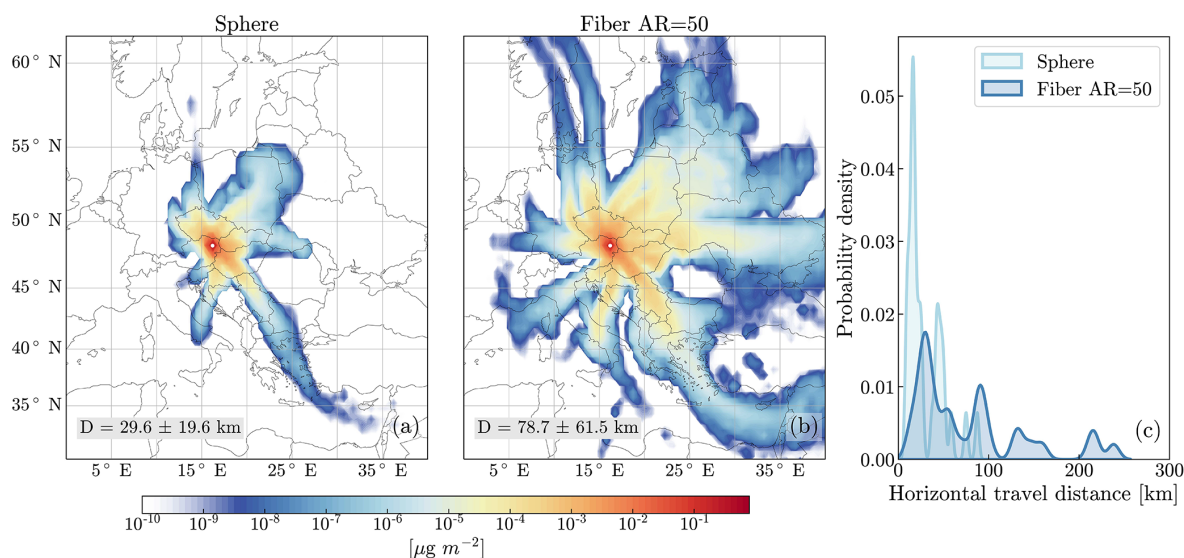 Sphere
Fiber AR=50
60° N
55° N
50° N
45° N
40° N
35° N
D = 29.6 ± 19.6 km
(a)
D = 78.7 ± 61.5 km
(b)
5° E 15° E 25° E 35° E
5° E 15° E 25° E 35° E
10⁻¹⁰ 10⁻⁹ 10⁻⁸ 10⁻⁷ 10⁻⁶ 10⁻⁵ 10⁻⁴ 10⁻³ 10⁻² 10⁻¹
[μg m⁻²]
Sphere
Fiber AR=50
Probability density
0.05
0.04
0.03
0.02
0.01
0.00
(c)
0 100 200 300
Horizontal travel distance [km]